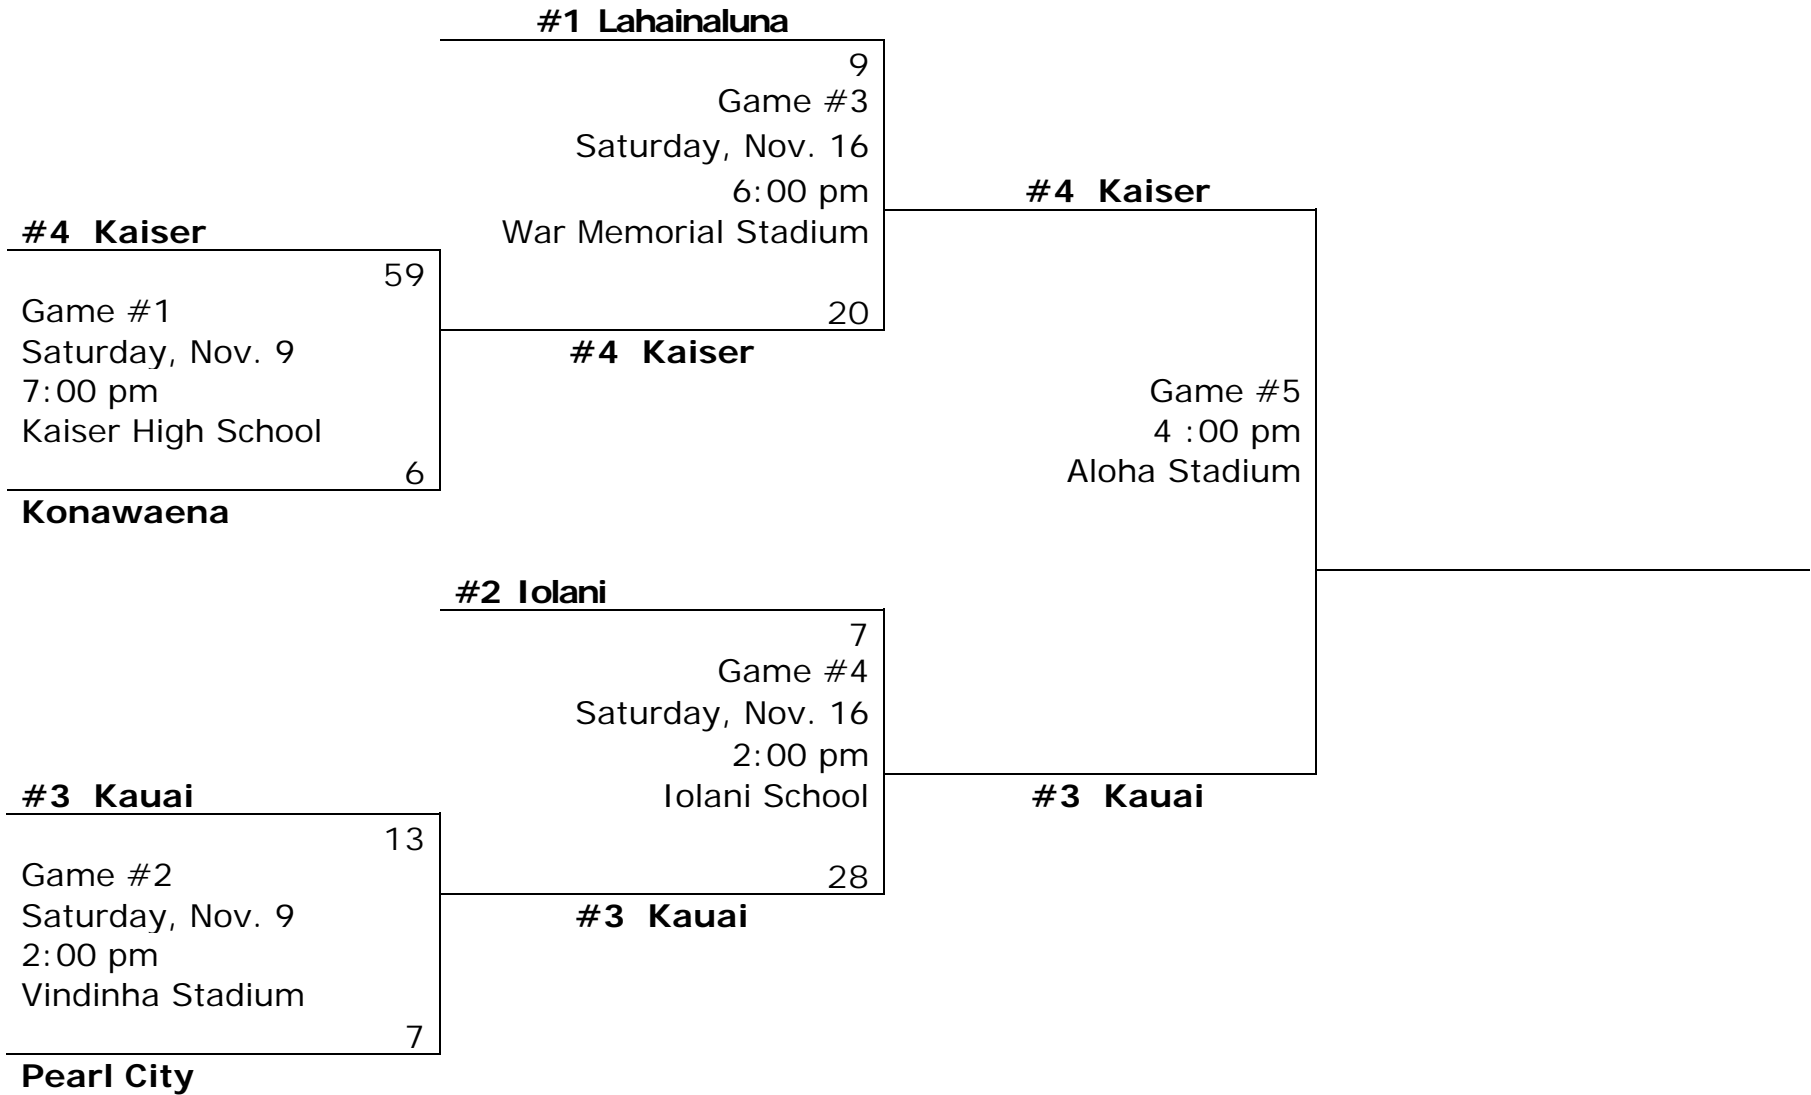 #1 Lahainaluna
9
Game #3
Saturday, Nov. 16
6:00 pm
War Memorial Stadium
20
#4 Kaiser
#4 Kaiser
59
Game #1
Saturday, Nov. 9
7:00 pm
Kaiser High School
6
Konawaena
#4 Kaiser
Game #5
4 :00 pm
Aloha Stadium
#2 Iolani
7
Game #4
Saturday, Nov. 16
2:00 pm
Iolani School
28
#3 Kauai
#3 Kauai
13
Game #2
Saturday, Nov. 9
2:00 pm
Vindinha Stadium
7
Pearl City
#3 Kauai